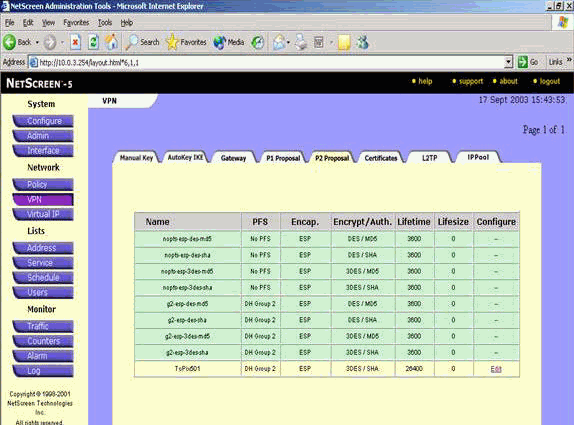 NetScreen Administration Tools - Microsoft Internet Explorer
File Edit View Favorites Tools Help
Back Search Favorites Media
Address http://10.0.3.254/layout.html*6,1,1 Go Links »
NETSCREEN™-5 help support about logout
System VPN 17 Sept 2003 15:43:53
Configure
Admin
Interface
Page 1 of 1
Manual Key AutoKey IKE Gateway P1 Proposal P2 Proposal Certificates L2TP IPPool
Network
Policy
VPN
Virtual IP
Lists
Address
Service
Schedule
Users
Monitor
Traffic
Counters
Alarm
Log
Copyright © 1998-2001
NetScreen Technologies
Inc.
All rights reserved.
Name PFS Encap. Encrypt/Auth. Lifetime Lifesize Configure
nopfs-esp-des-md5 No PFS ESP DES / MD5 3600 0 --
nopfs-esp-des-sha No PFS ESP DES / SHA 3600 0 --
nopfs-esp-3des-md5 No PFS ESP 3DES / MD5 3600 0 --
nopfs-esp-3des-sha No PFS ESP 3DES / SHA 3600 0 --
g2-esp-des-md5 DH Group 2 ESP DES / MD5 3600 0 --
g2-esp-des-sha DH Group 2 ESP DES / SHA 3600 0 --
g2-esp-3des-md5 DH Group 2 ESP 3DES / MD5 3600 0 --
g2-esp-3des-sha DH Group 2 ESP 3DES / SHA 3600 0 --
ToPix501 DH Group 2 ESP 3DES / SHA 26400 0 Edit